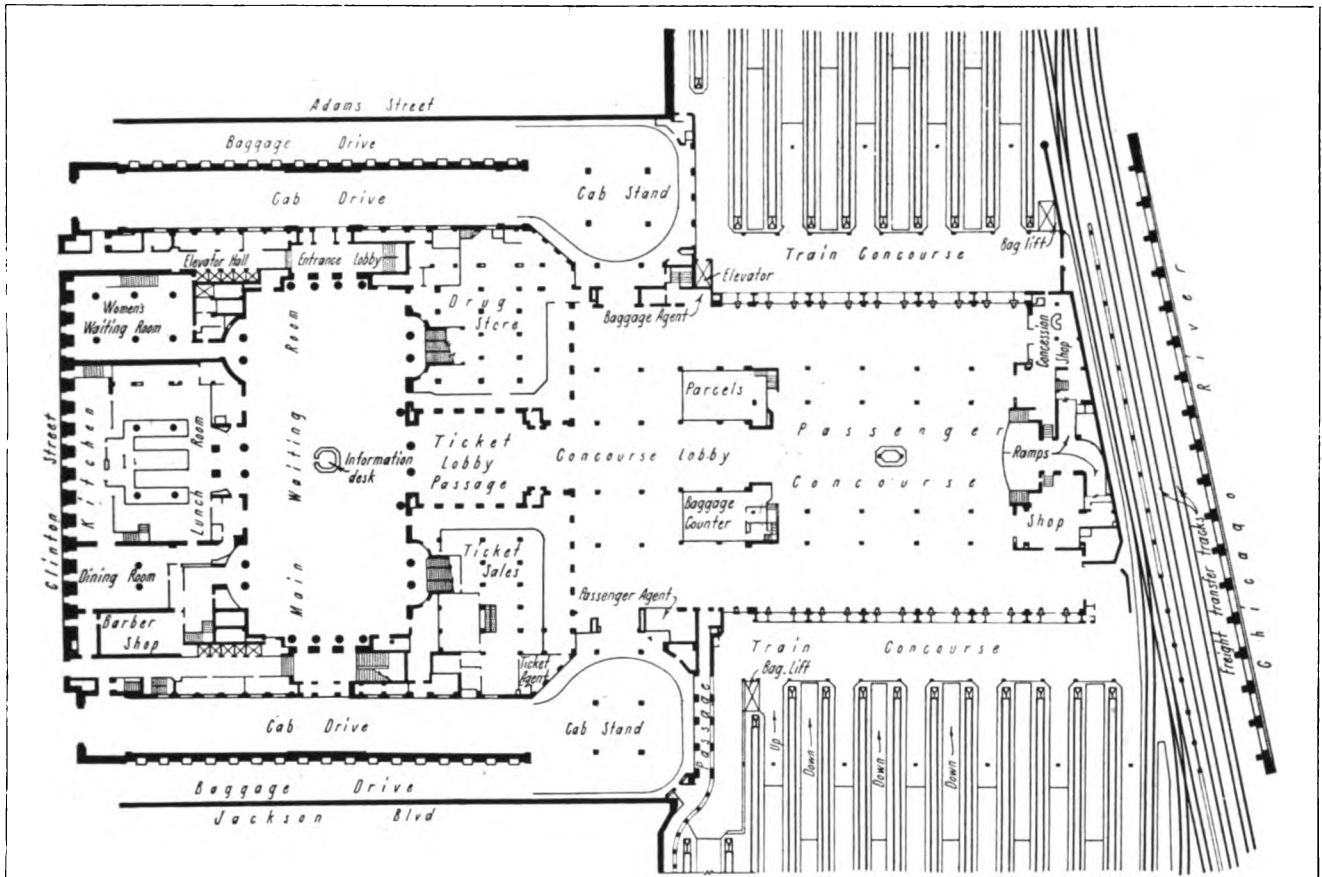 Adams Street
Baggage Drive
Cab Drive
Cab Stand
Elevator Hall
Entrance Lobby
Train Concourse
Bag lift
Elevator
Baggage Agent
Women's
Waiting Room
Drug
Store
Concession
Shop
Parcels
Kitchen
Lunch Room
Main Waiting Room
Information
desk
Ticket
Lobby
Passage
Concourse Lobby
Passenger
Concourse
Ramps
Baggage
Counter
Shop
Clinton Street
Dining Room
Barber
Shop
Ticket
Sales
Passenger Agent
Ticket
Agent
Train Concourse
Bag. Lift
Passage
Cab Drive
Cab Stand
Up
Down
Down
Down
Baggage Drive
Jackson Blvd
Freight transfer tracks
Chicago River